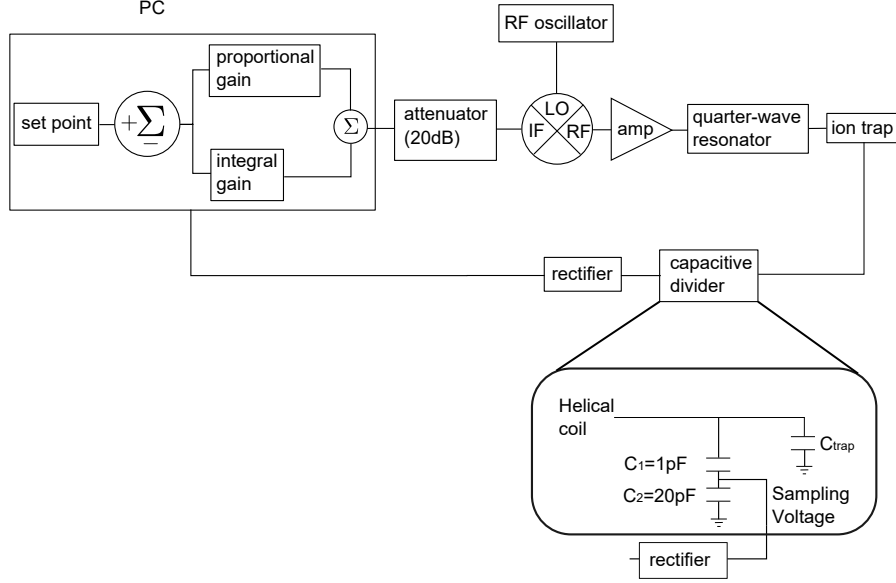 PC
RF oscillator
proportional
gain
set point
+∑
−
∑
integral
gain
attenuator
(20dB)
LO
IF
RF
amp
quarter-wave
resonator
ion trap
rectifier
capacitive
divider
Helical
coil
Ctrap
C1=1pF
C2=20pF
Sampling
Voltage
rectifier